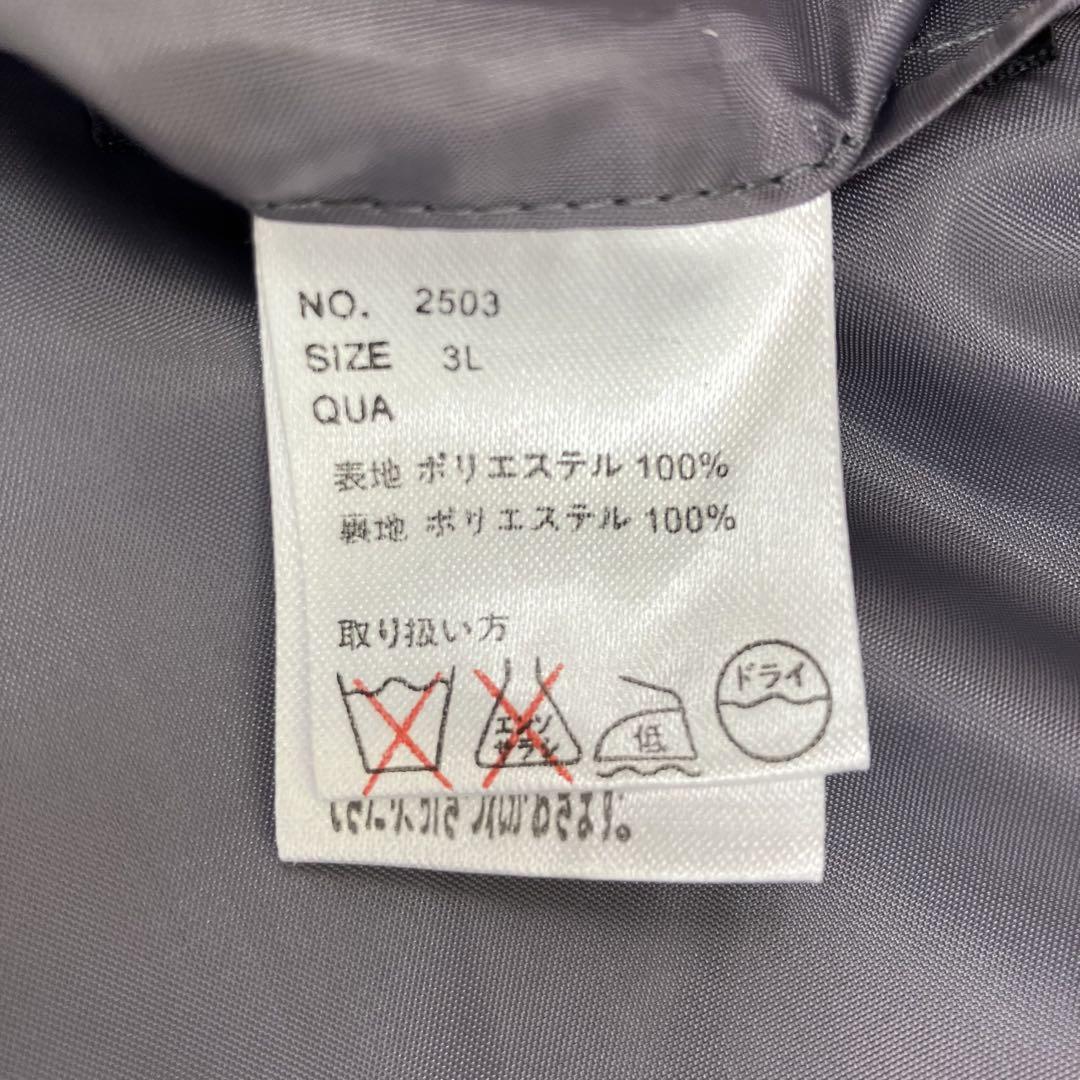 NO. 2503
SIZE 3L
QUA
表地 ポリエステル 100%
裏地 ポリエステル 100%
取り扱い方
エンソ
サラシ
低
ドライ